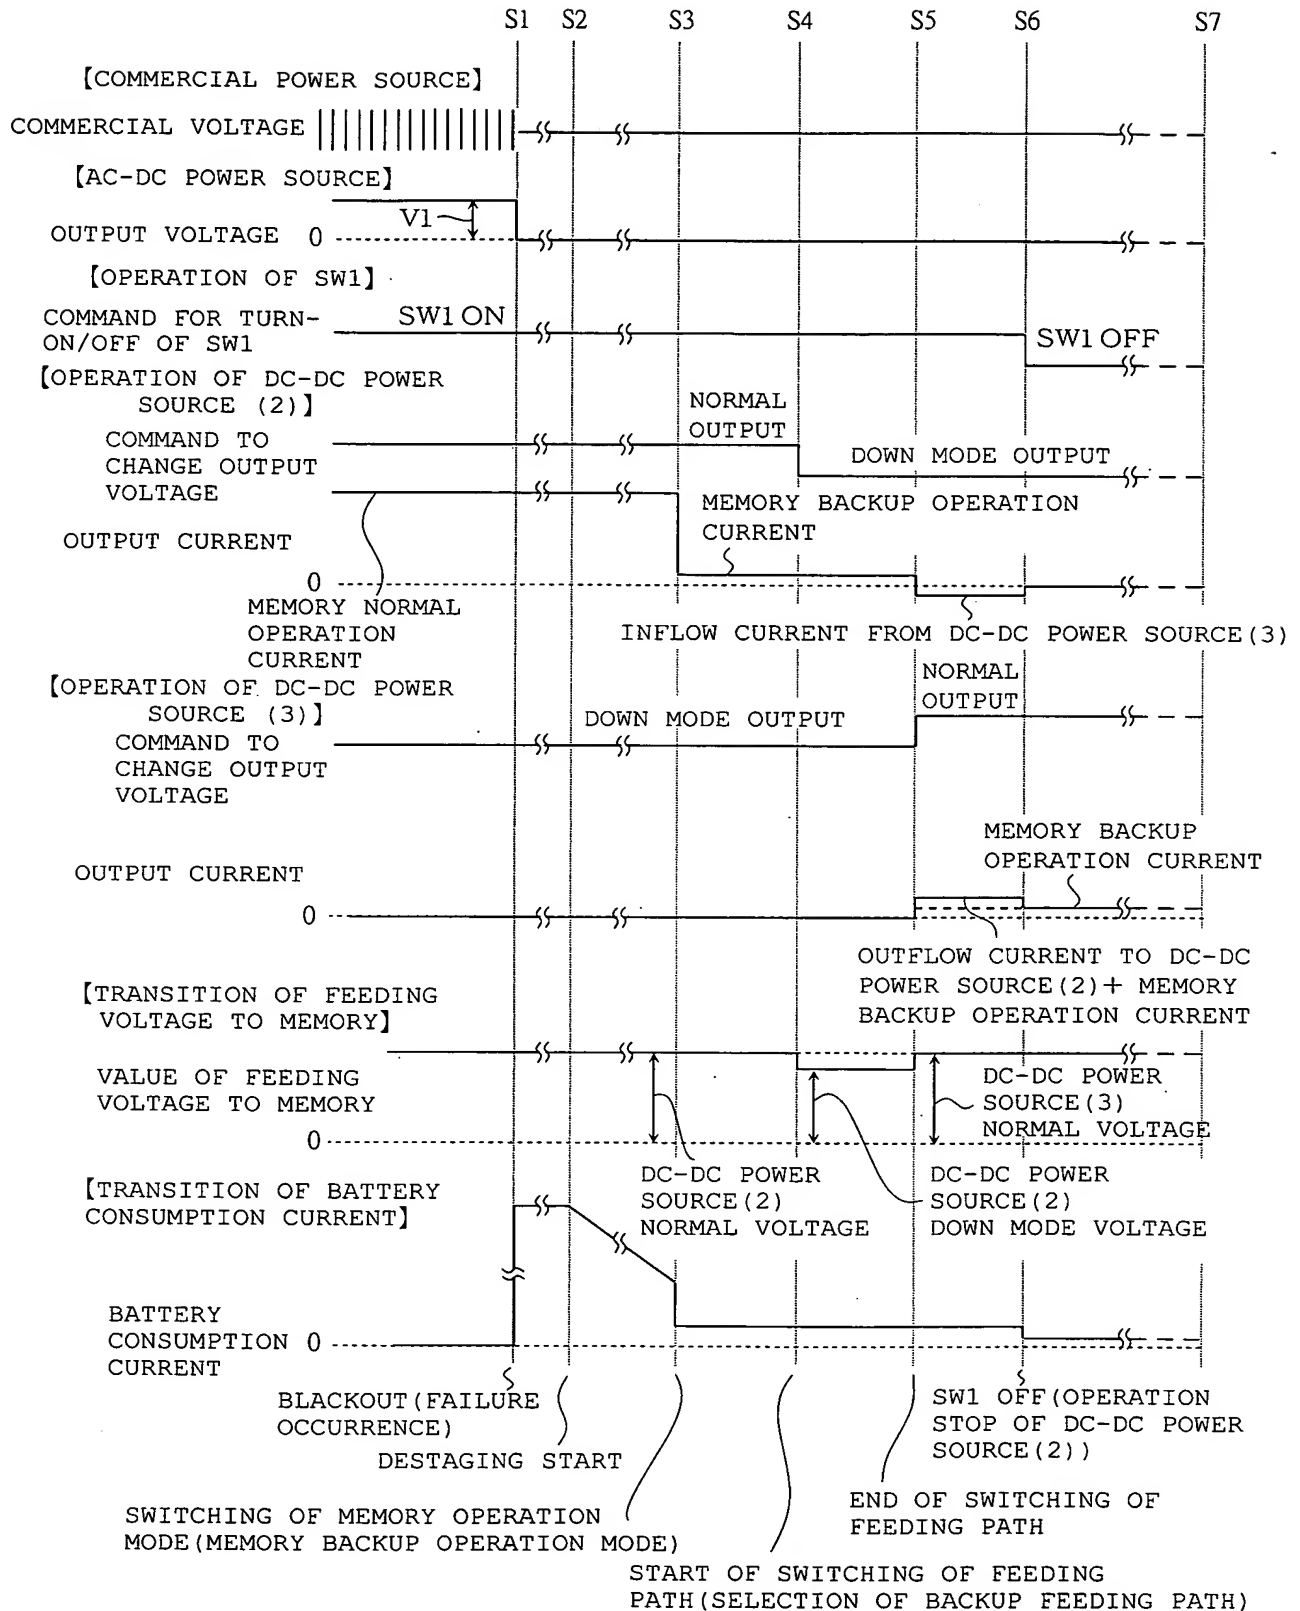 S1 S2 S3 S4 S5 S6 S7
【COMMERCIAL POWER SOURCE】
COMMERCIAL VOLTAGE
【AC-DC POWER SOURCE】
V1
OUTPUT VOLTAGE 0
【OPERATION OF SW1】
COMMAND FOR TURN-
ON/OFF OF SW1
SW1 ON
SW1 OFF
【OPERATION OF DC-DC POWER
SOURCE (2)】
NORMAL
OUTPUT
COMMAND TO
CHANGE OUTPUT
VOLTAGE
DOWN MODE OUTPUT
MEMORY BACKUP OPERATION
CURRENT
OUTPUT CURRENT
0
MEMORY NORMAL
OPERATION
CURRENT
INFLOW CURRENT FROM DC-DC POWER SOURCE(3)
【OPERATION OF DC-DC POWER
SOURCE (3)】
NORMAL
OUTPUT
DOWN MODE OUTPUT
COMMAND TO
CHANGE OUTPUT
VOLTAGE
MEMORY BACKUP
OPERATION CURRENT
OUTPUT CURRENT
0
OUTFLOW CURRENT TO DC-DC
POWER SOURCE(2)+ MEMORY
BACKUP OPERATION CURRENT
【TRANSITION OF FEEDING
VOLTAGE TO MEMORY】
VALUE OF FEEDING
VOLTAGE TO MEMORY
0
DC-DC POWER
SOURCE(3)
NORMAL VOLTAGE
DC-DC POWER
SOURCE(2)
NORMAL VOLTAGE
DC-DC POWER
SOURCE(2)
DOWN MODE VOLTAGE
【TRANSITION OF BATTERY
CONSUMPTION CURRENT】
BATTERY
CONSUMPTION 0
CURRENT
BLACKOUT(FAILURE
OCCURRENCE)
DESTAGING START
SWITCHING OF MEMORY OPERATION
MODE(MEMORY BACKUP OPERATION MODE)
START OF SWITCHING OF FEEDING
PATH(SELECTION OF BACKUP FEEDING PATH)
END OF SWITCHING OF
FEEDING PATH
SW1 OFF(OPERATION
STOP OF DC-DC POWER
SOURCE(2))